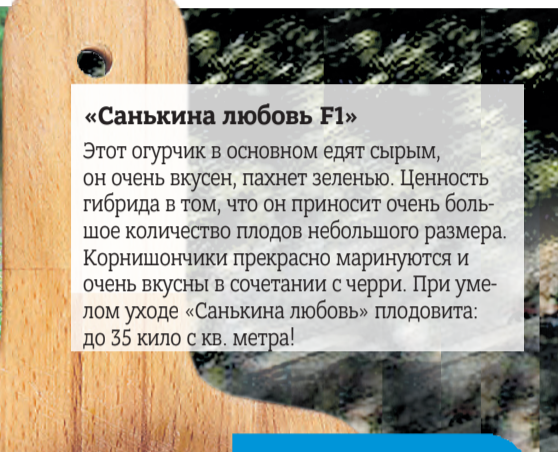 «Санькина любовь F1»
Этот огурчик в основном едят сырым,
он очень вкусен, пахнет зеленью. Ценность
гибрида в том, что он приносит очень боль-
шое количество плодов небольшого размера.
Корнишончики прекрасно маринуются и
очень вкусны в сочетании с черри. При уме-
лом уходе «Санькина любовь» плодовита:
до 35 кило с кв. метра!